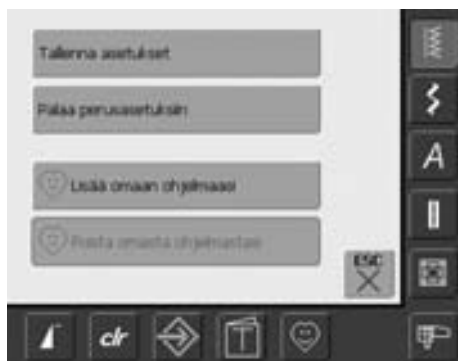 Tallenna asetukset
Palaa perusasetuksiin
Lisää omaan ohjelmaasi
Poista omasta ohjelmastasi
ESC
A
clr
T